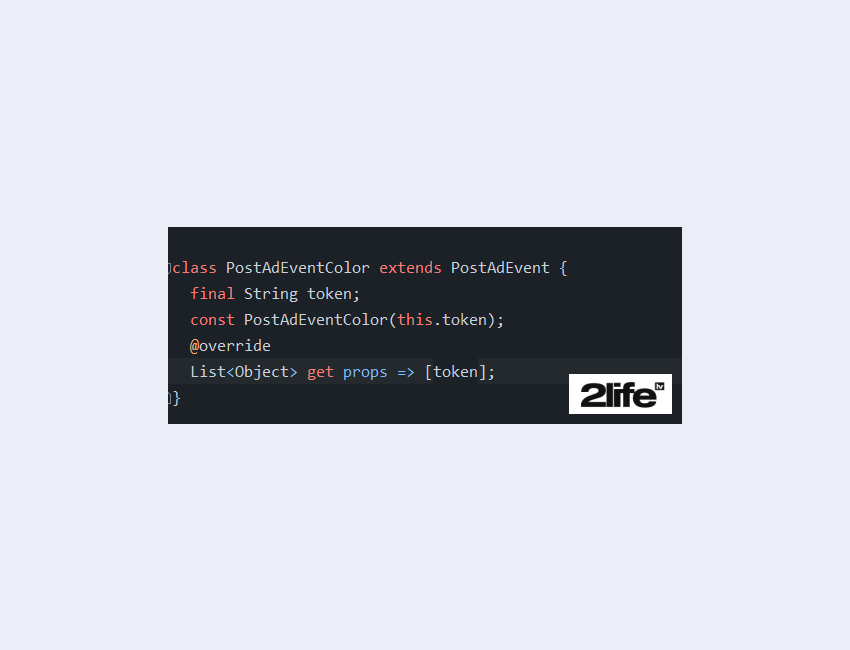 class PostAdEventColor extends PostAdEvent {
final String token;
const PostAdEventColor(this.token);
@override
List<Object> get props => [token];
}
2life tv